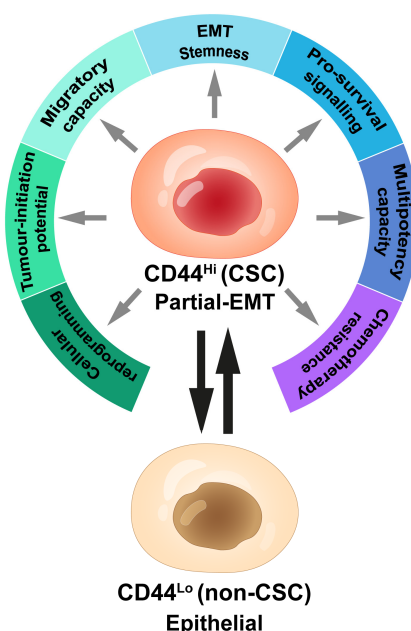 EMT
Stemness
Migratory
capacity
Pro-survival
signalling
Tumour-initiation
potential
Multipotency
capacity
Cellular
reprogramming
Chemotherapy
resistance
CD44Hi (CSC)
Partial-EMT
CD44Lo (non-CSC)
Epithelial